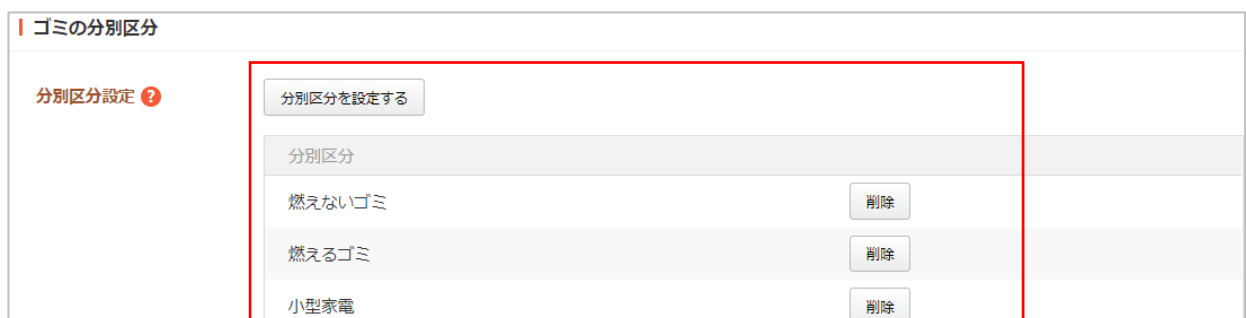 ゴミの分別区分
分別区分設定 ?
分別区分を設定する
分別区分
燃えないゴミ 削除
燃えるゴミ 削除
小型家電 削除